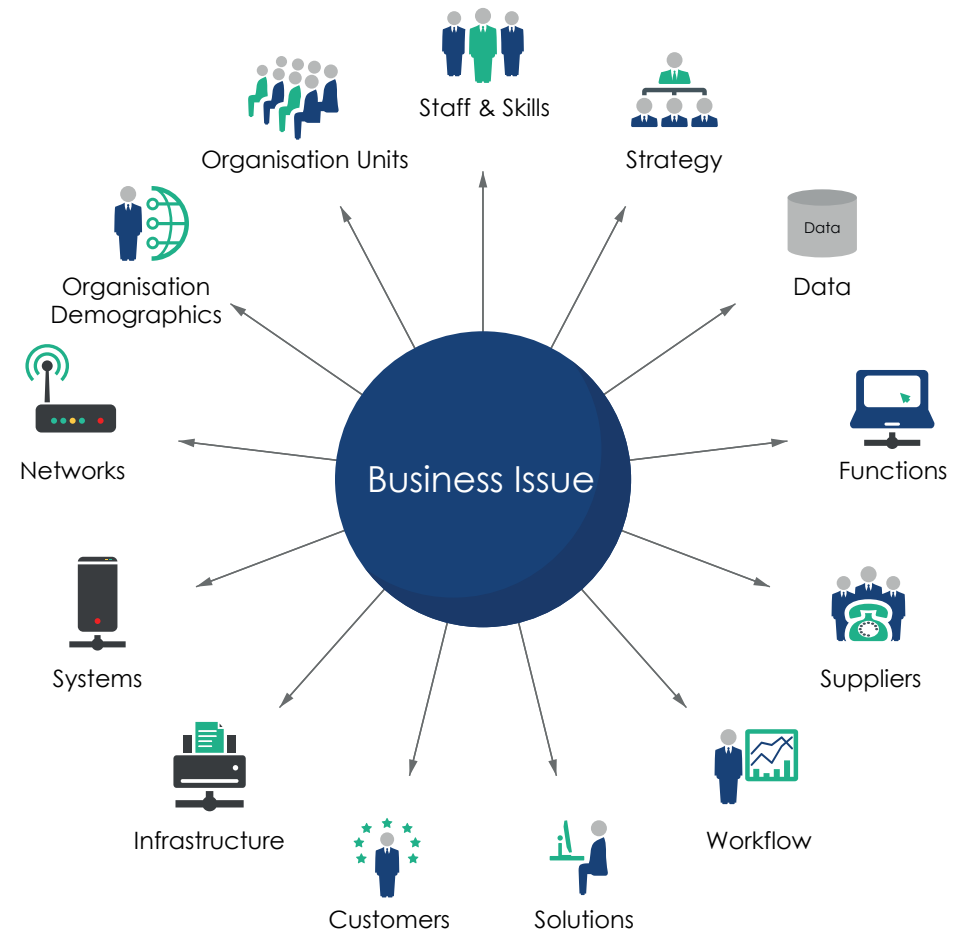 Staff & Skills
Organisation Units
Strategy
Organisation
Demographics
Data
Data
Networks
Business Issue
Functions
Systems
Suppliers
Infrastructure
Workflow
Customers
Solutions